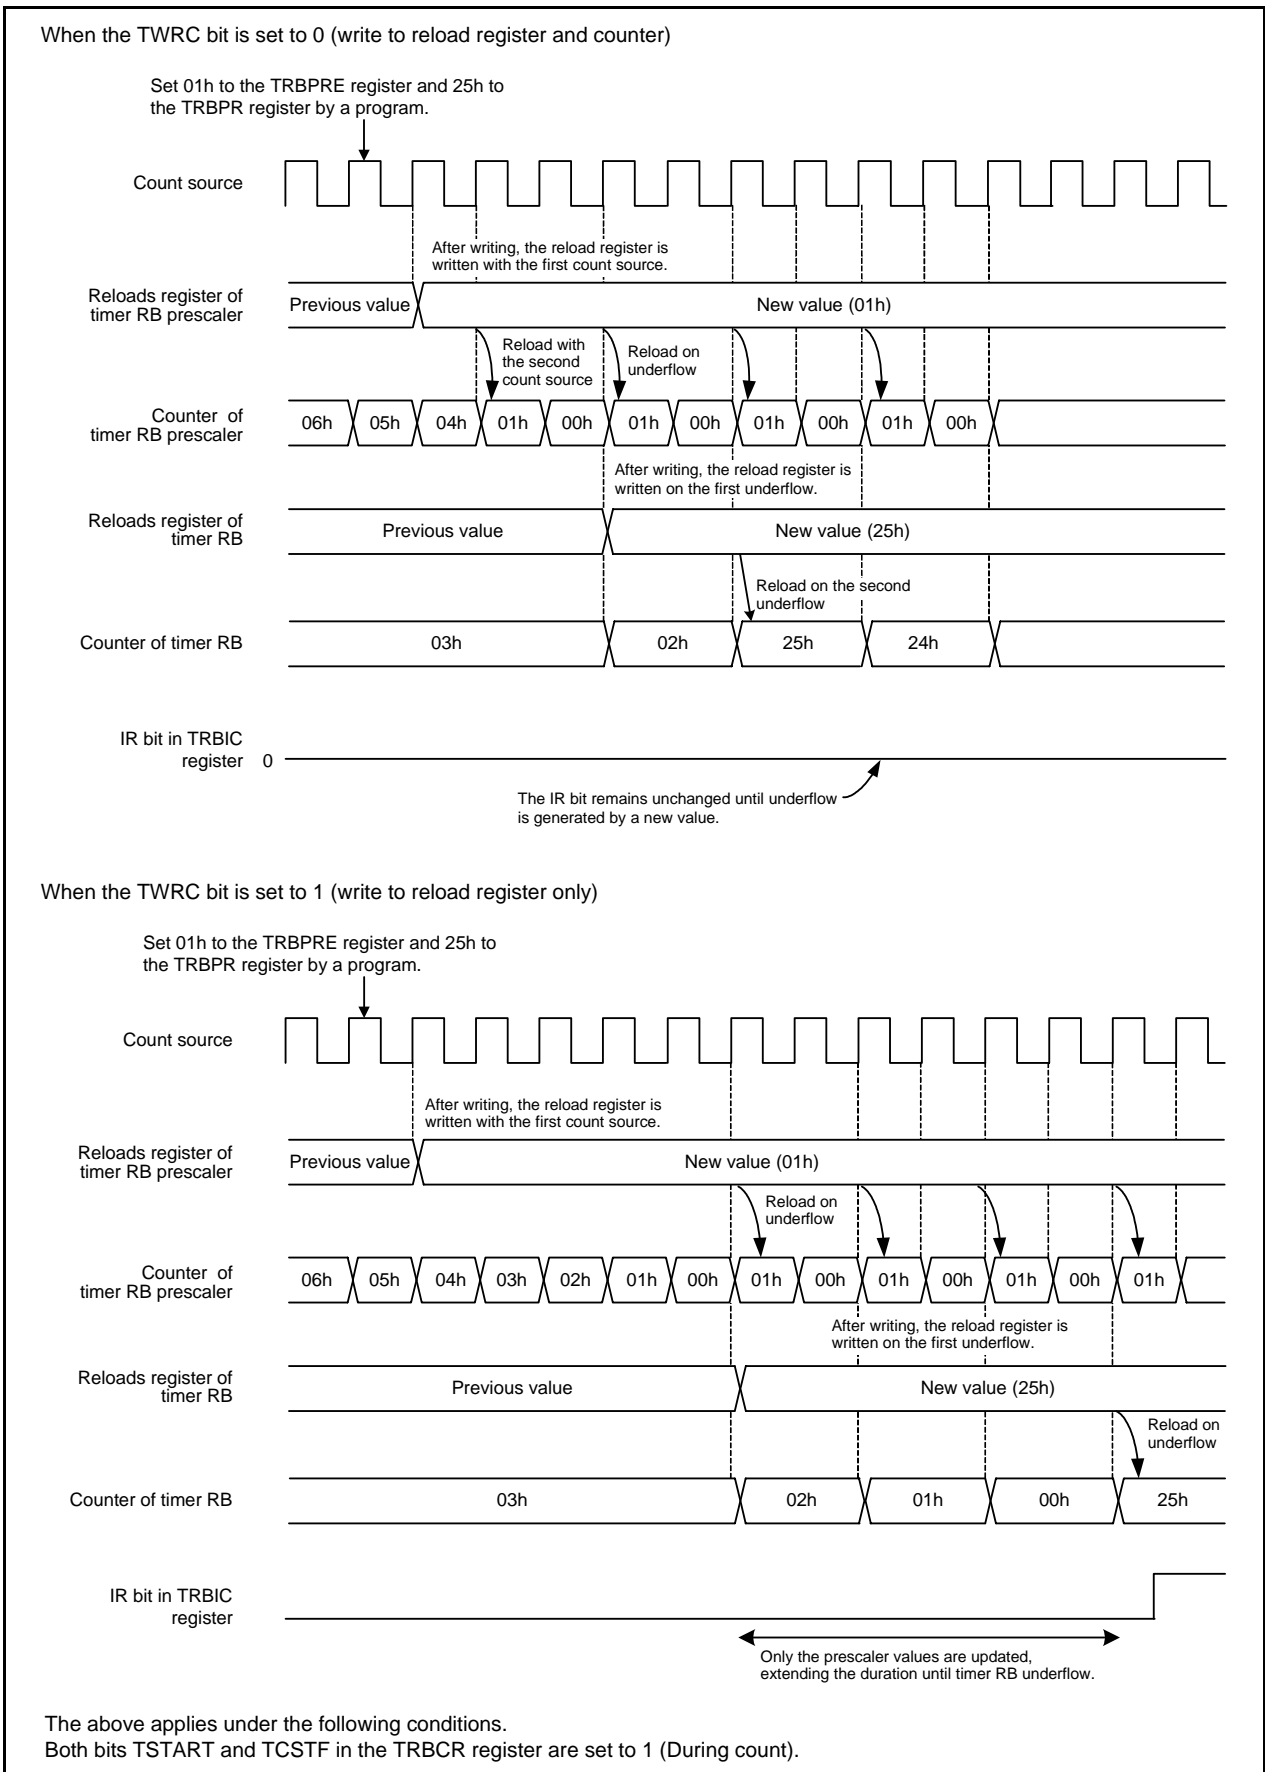 When the TWRC bit is set to 0 (write to reload register and counter)
Set 01h to the TRBPRE register and 25h to
the TRBPR register by a program.
Count source
After writing, the reload register is
written with the first count source.
Reloads register of
timer RB prescaler
Previous value
New value (01h)
Reload with
the second
count source
Reload on
underflow
Counter of
timer RB prescaler
06h 05h 04h 01h 00h 01h 00h 01h 00h 01h 00h
After writing, the reload register is
written on the first underflow.
Reloads register of
timer RB
Previous value
New value (25h)
Reload on the second
underflow
Counter of timer RB
03h 02h 25h 24h
IR bit in TRBIC
register 0
The IR bit remains unchanged until underflow
is generated by a new value.
When the TWRC bit is set to 1 (write to reload register only)
Set 01h to the TRBPRE register and 25h to
the TRBPR register by a program.
Count source
After writing, the reload register is
written with the first count source.
Reloads register of
timer RB prescaler
Previous value
New value (01h)
Reload on
underflow
Counter of
timer RB prescaler
06h 05h 04h 03h 02h 01h 00h 01h 00h 01h 00h 01h 00h 01h
After writing, the reload register is
written on the first underflow.
Reloads register of
timer RB
Previous value
New value (25h)
Reload on
underflow
Counter of timer RB
03h 02h 01h 00h 25h
IR bit in TRBIC
register
Only the prescaler values are updated,
extending the duration until timer RB underflow.
The above applies under the following conditions.
Both bits TSTART and TCSTF in the TRBCR register are set to 1 (During count).